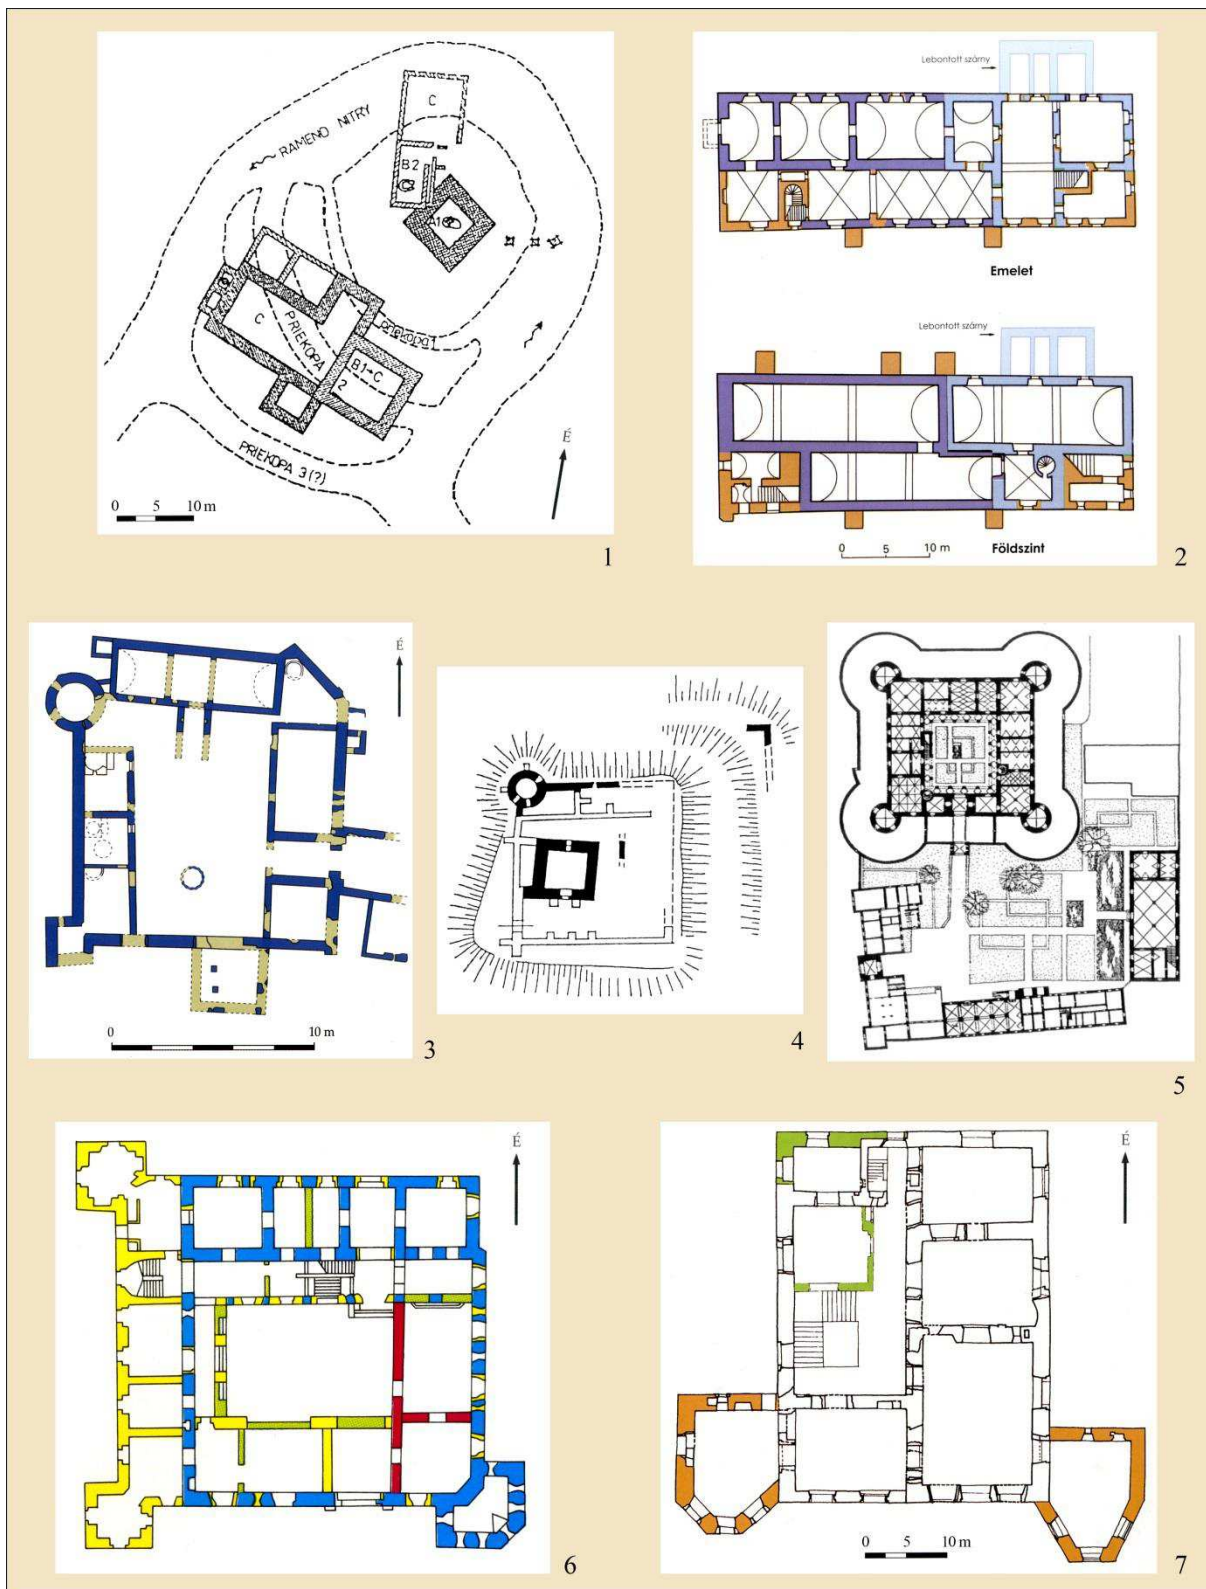 C
RAMENO NITRY
B2
A1
C
PRIEKOPA
2
Priekopa 1
B1+C
PRIEKOPA 3(?)
É
0 5 10 m
1
Lebontott szárny
Emelet
Lebontott szárny
0 5 10 m
Földszint
2
É
0 10 m
3
4
5
É
6
É
0 5 10 m
7